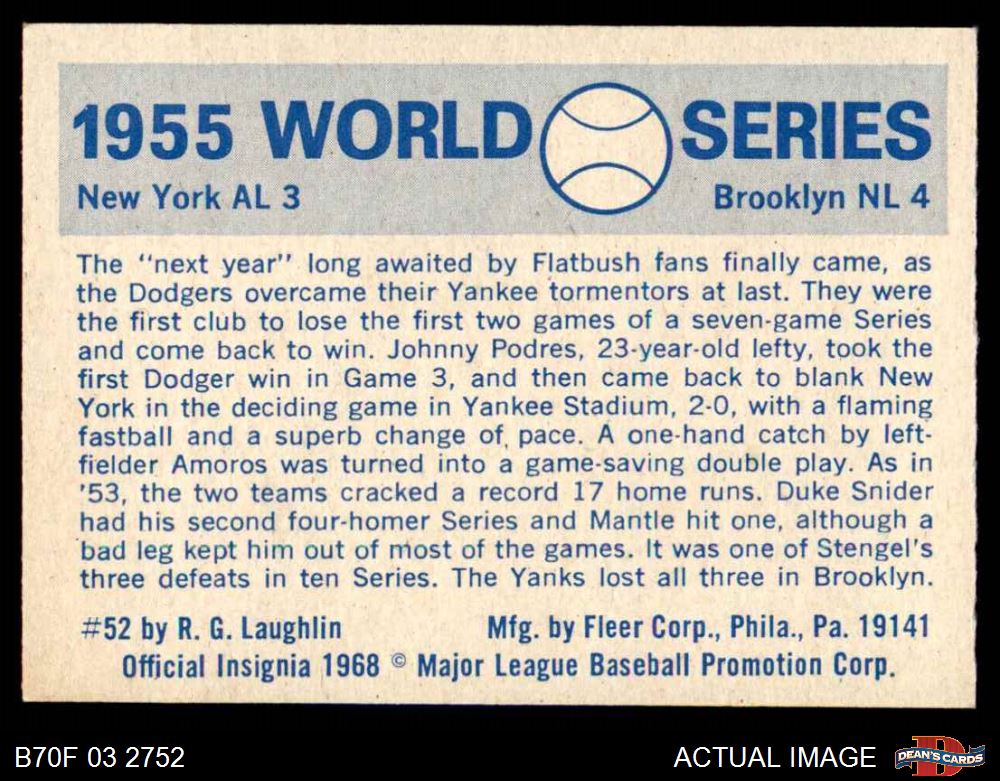 1955 WORLD SERIES
New York AL 3 Brooklyn NL 4
The "next year" long awaited by Flatbush fans finally came, as
the Dodgers overcame their Yankee tormentors at last. They were
the first club to lose the first two games of a seven-game Series
and come back to win. Johnny Podres, 23-year-old lefty, took the
first Dodger win in Game 3, and then came back to blank New
York in the deciding game in Yankee Stadium, 2-0, with a flaming
fastball and a superb change of pace. A one-hand catch by left-
fielder Amoros was turned into a game-saving double play. As in
'53, the two teams cracked a record 17 home runs. Duke Snider
had his second four-homer Series and Mantle hit one, although a
bad leg kept him out of most of the games. It was one of Stengel's
three defeats in ten Series. The Yanks lost all three in Brooklyn.
#52 by R. G. Laughlin Mfg. by Fleer Corp., Phila., Pa. 19141
Official Insignia 1968 © Major League Baseball Promotion Corp.
B70F 03 2752 ACTUAL IMAGE DEAN'S CARDS